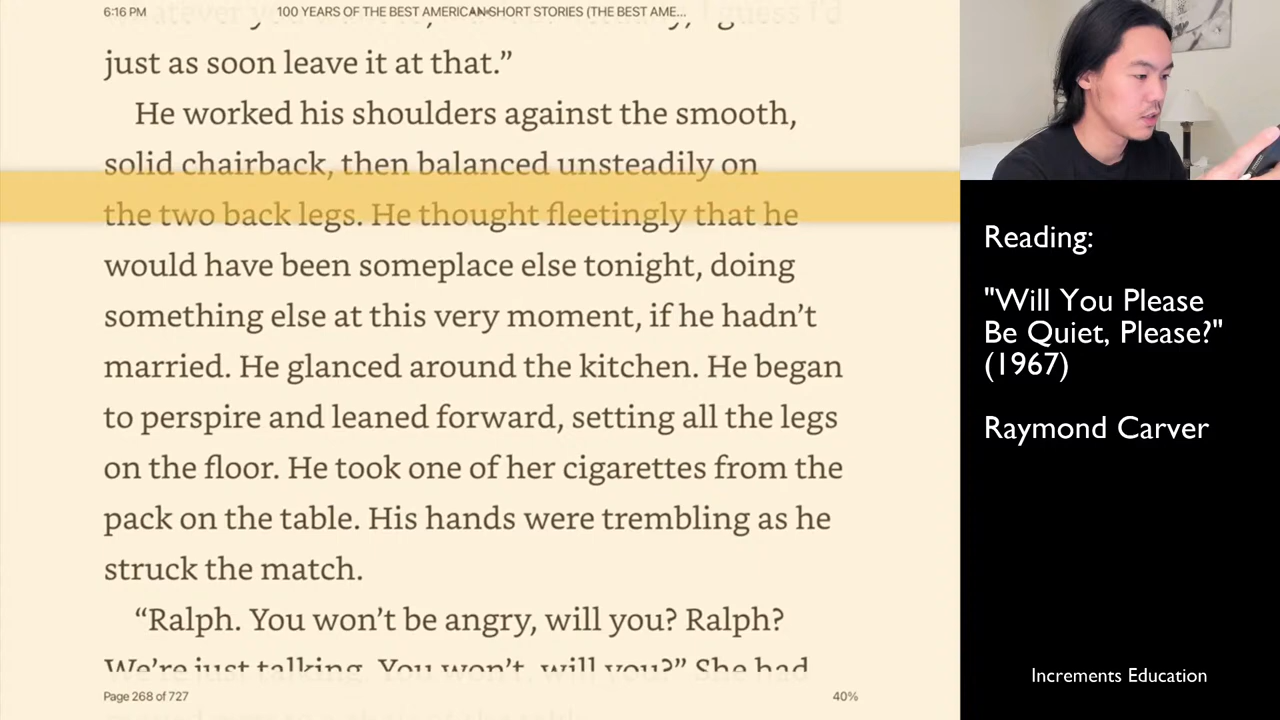 6:16 PM
100 YEARS OF THE BEST AMERICAN SHORT STORIES (THE BEST AME...
just as soon leave it at that.”
He worked his shoulders against the smooth,
solid chairback, then balanced unsteadily on
the two back legs. He thought fleetingly that he
would have been someplace else tonight, doing
something else at this very moment, if he hadn’t
married. He glanced around the kitchen. He began
to perspire and leaned forward, setting all the legs
on the floor. He took one of her cigarettes from the
pack on the table. His hands were trembling as he
struck the match.
“Ralph. You won’t be angry, will you? Ralph?
We’re just talking. You won’t, will you?” She had
Page 268 of 727
40%
Reading:
"Will You Please
Be Quiet, Please?"
(1967)
Raymond Carver
Increments Education